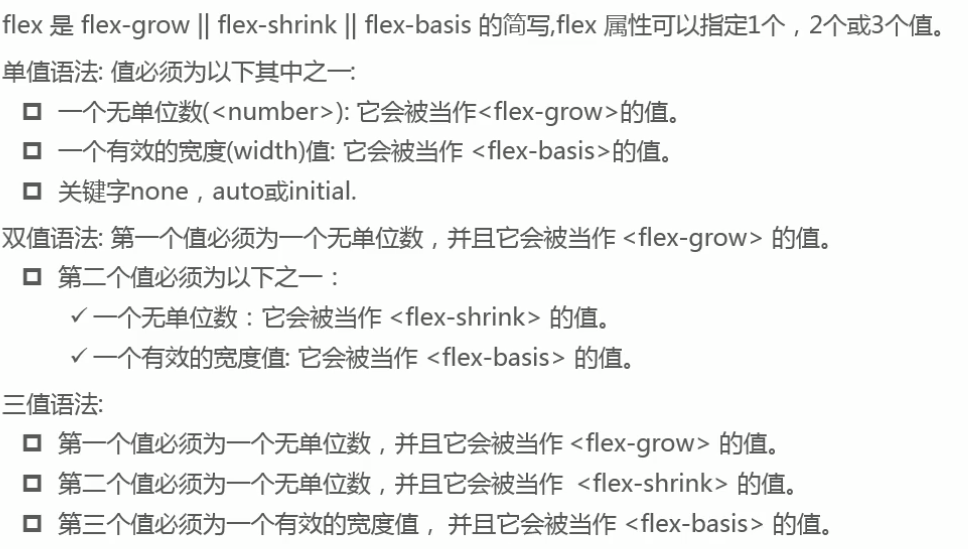 flex 是 flex-grow || flex-shrink || flex-basis 的简写,flex 属性可以指定1个，2个或3个值。
单值语法: 值必须为以下其中之一:
一个无单位数(<number>): 它会被当作<flex-grow>的值。
一个有效的宽度(width)值: 它会被当作 <flex-basis>的值。
关键字none，auto或initial.
双值语法: 第一个值必须为一个无单位数，并且它会被当作 <flex-grow> 的值。
第二个值必须为以下之一：
✓ 一个无单位数：它会被当作 <flex-shrink> 的值。
✓ 一个有效的宽度值: 它会被当作 <flex-basis> 的值。
三值语法:
第一个值必须为一个无单位数，并且它会被当作 <flex-grow> 的值。
第二个值必须为一个无单位数，并且它会被当作 <flex-shrink> 的值。
第三个值必须为一个有效的宽度值， 并且它会被当作 <flex-basis> 的值。